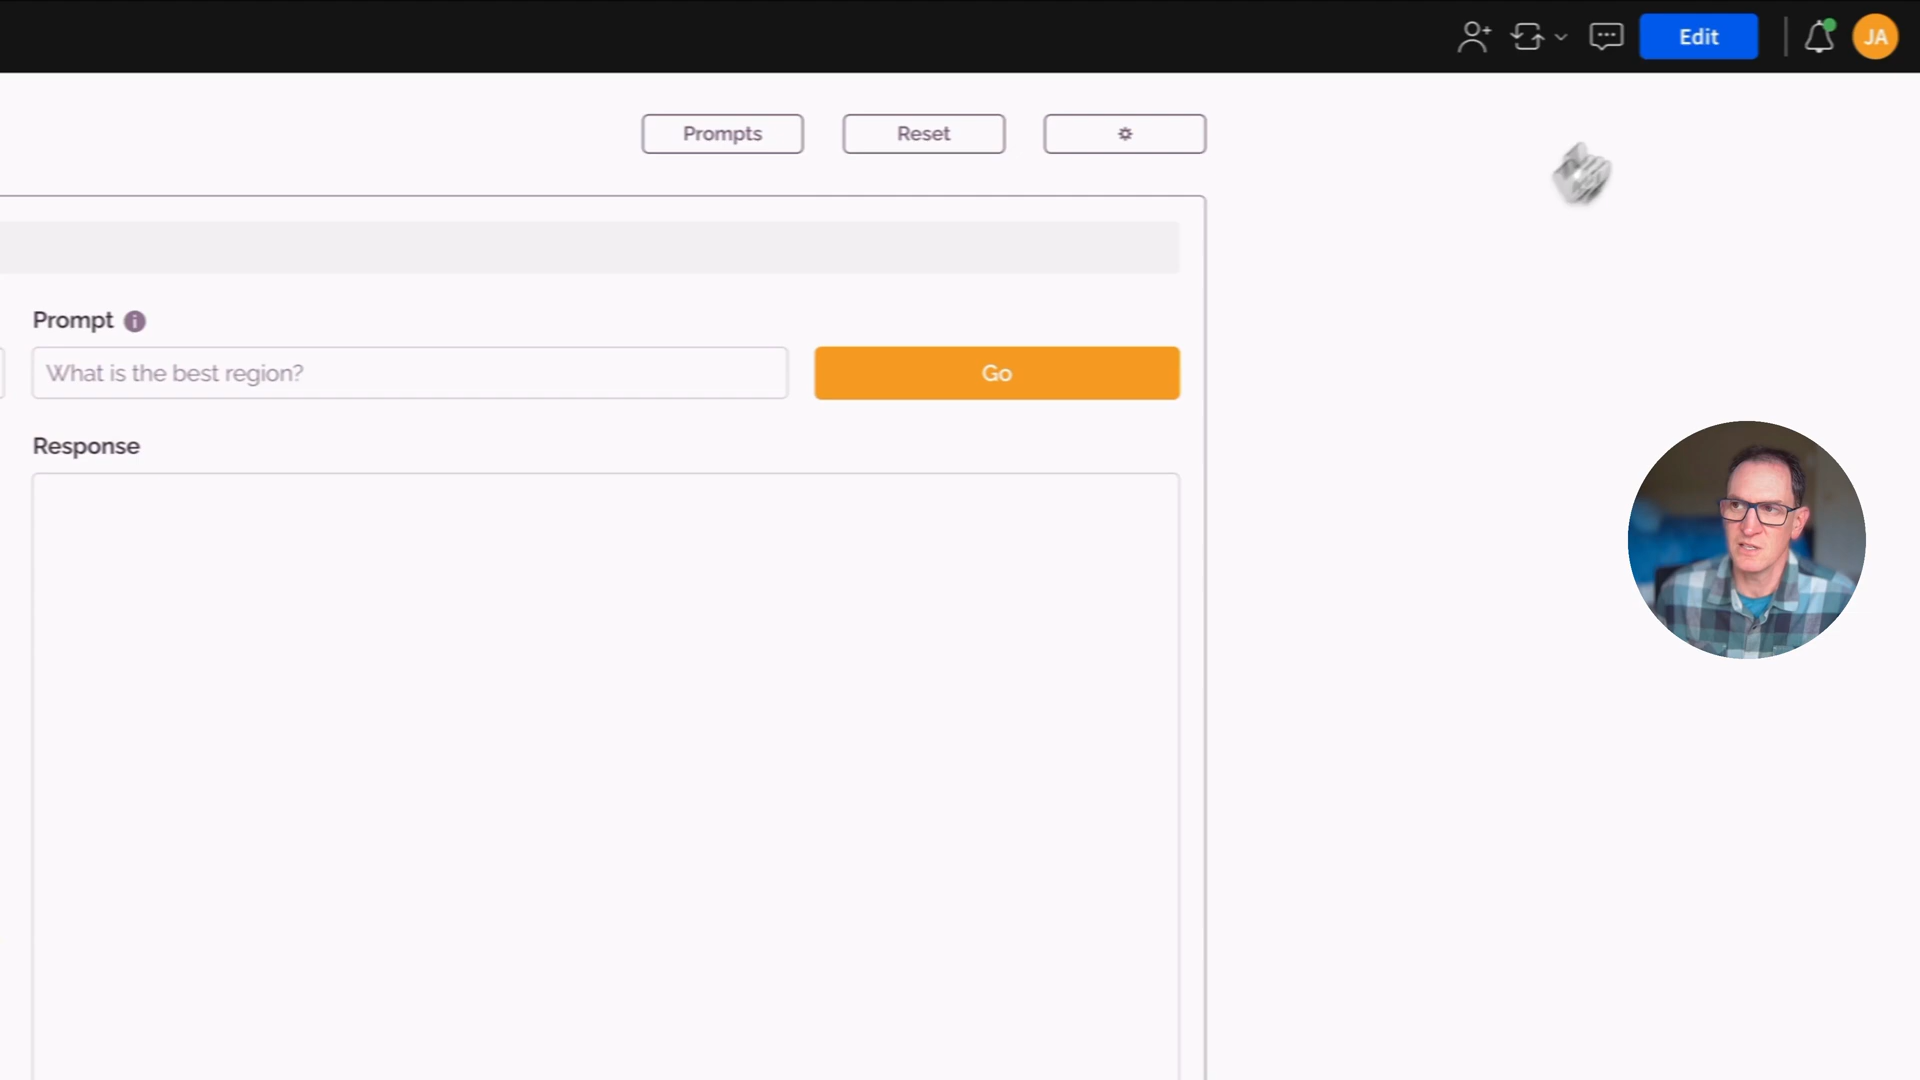 Edit
JA
Prompts
Reset
Prompt
What is the best region?
Go
Response